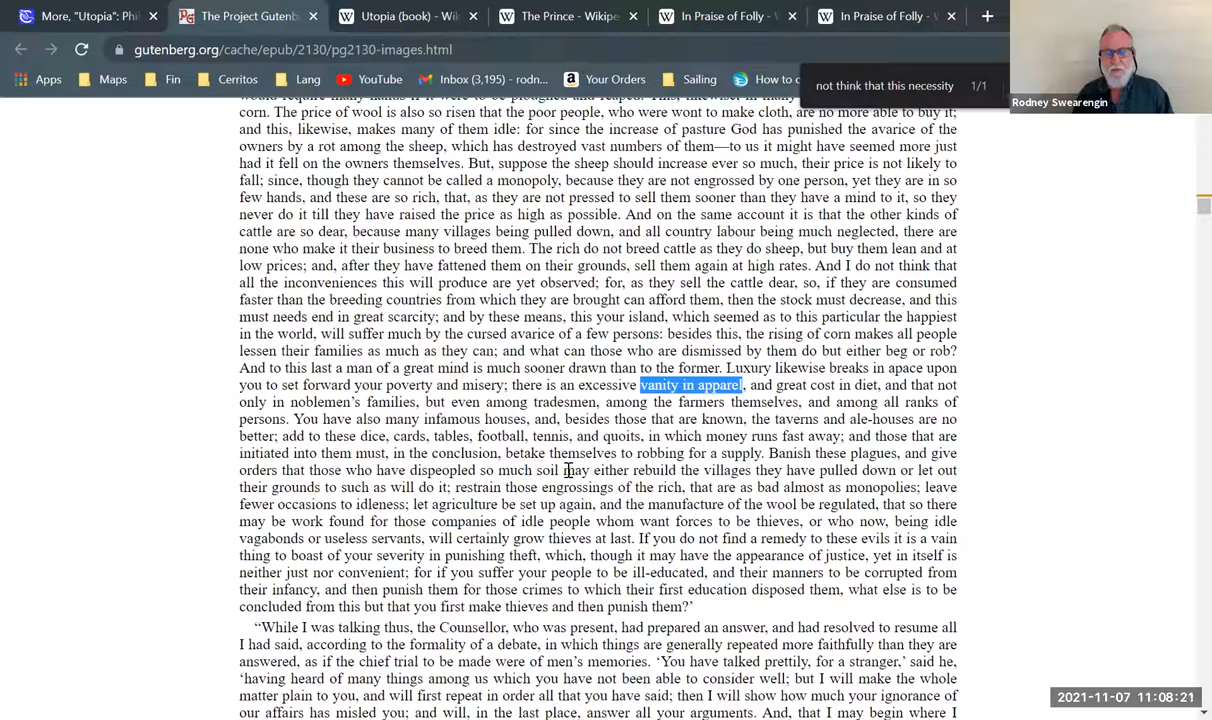 More, "Utopia": Phil
The Project Gutenb
Utopia (book) - Wik
The Prince - Wikipe
In Praise of Folly -
In Praise of Folly -
gutenberg.org/cache/epub/2130/pg2130-images.html
Apps
Maps
Fin
Cerritos
Lang
YouTube
Inbox (3,195) - rodn...
Your Orders
Sailing
How to c
not think that this necessity 1/1
Rodney Swearengin
would require many hands if it were to be ploughed and reaped. This, likewise, in many
corn. The price of wool is also so risen that the poor people, who were wont to make cloth, are no more able to buy it;
and this, likewise, makes many of them idle: for since the increase of pasture God has punished the avarice of the
owners by a rot among the sheep, which has destroyed vast numbers of them—to us it might have seemed more just
had it fell on the owners themselves. But, suppose the sheep should increase ever so much, their price is not likely to
fall; since, though they cannot be called a monopoly, because they are not engrossed by one person, yet they are in so
few hands, and these are so rich, that, as they are not pressed to sell them sooner than they have a mind to it, so they
never do it till they have raised the price as high as possible. And on the same account it is that the other kinds of
cattle are so dear, because many villages being pulled down, and all country labour being much neglected, there are
none who make it their business to breed them. The rich do not breed cattle as they do sheep, but buy them lean and at
low prices; and, after they have fattened them on their grounds, sell them again at high rates. And I do not think that
all the inconveniences this will produce are yet observed; for, as they sell the cattle dear, so, if they are consumed
faster than the breeding countries from which they are brought can afford them, then the stock must decrease, and this
must needs end in great scarcity; and by these means, this your island, which seemed as to this particular the happiest
in the world, will suffer much by the cursed avarice of a few persons: besides this, the rising of corn makes all people
lessen their families as much as they can; and what can those who are dismissed by them do but either beg or rob?
And to this last a man of a great mind is much sooner drawn than to the former. Luxury likewise breaks in apace upon
you to set forward your poverty and misery; there is an excessive vanity in apparel, and great cost in diet, and that not
only in noblemen’s families, but even among tradesmen, among the farmers themselves, and among all ranks of
persons. You have also many infamous houses, and, besides those that are known, the taverns and ale-houses are no
better; add to these dice, cards, tables, football, tennis, and quoits, in which money runs fast away; and those that are
initiated into them must, in the conclusion, betake themselves to robbing for a supply. Banish these plagues, and give
orders that those who have dispeopled so much soil may either rebuild the villages they have pulled down or let out
their grounds to such as will do it; restrain those engrossings of the rich, that are as bad almost as monopolies; leave
fewer occasions to idleness; let agriculture be set up again, and the manufacture of the wool be regulated, that so there
may be work found for those companies of idle people whom want forces to be thieves, or who now, being idle
vagabonds or useless servants, will certainly grow thieves at last. If you do not find a remedy to these evils it is a vain
thing to boast of your severity in punishing theft, which, though it may have the appearance of justice, yet in itself is
neither just nor convenient; for if you suffer your people to be ill-educated, and their manners to be corrupted from
their infancy, and then punish them for those crimes to which their first education disposed them, what else is to be
concluded from this but that you first make thieves and then punish them?’
“While I was talking thus, the Counsellor, who was present, had prepared an answer, and had resolved to resume all
I had said, according to the formality of a debate, in which things are generally repeated more faithfully than they are
answered, as if the chief trial to be made were of men’s memories. ‘You have talked prettily, for a stranger,’ said he,
‘having heard of many things among us which you have not been able to consider well; but I will make the whole
matter plain to you, and will first repeat in order all that you have said; then I will show how much your ignorance of
our affairs has misled you; and will, in the last place, answer all your arguments. And, that I may begin where I
2021-11-07 11:08:21